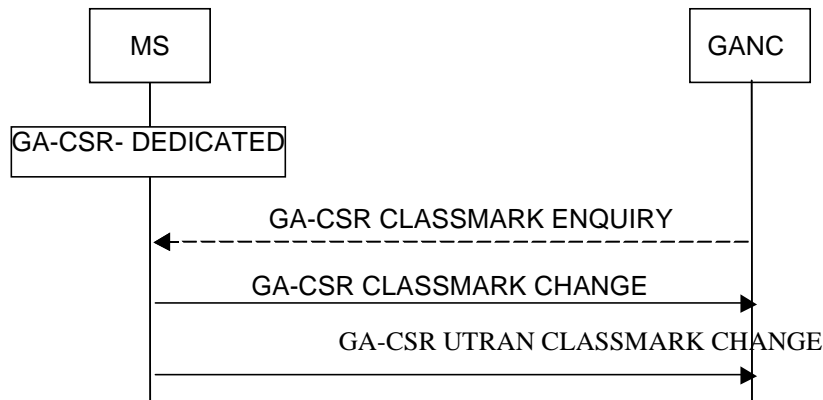 MS
GANC
GA-CSR- DEDICATED
GA-CSR CLASSMARK ENQUIRY
GA-CSR CLASSMARK CHANGE
GA-CSR UTRAN CLASSMARK CHANGE